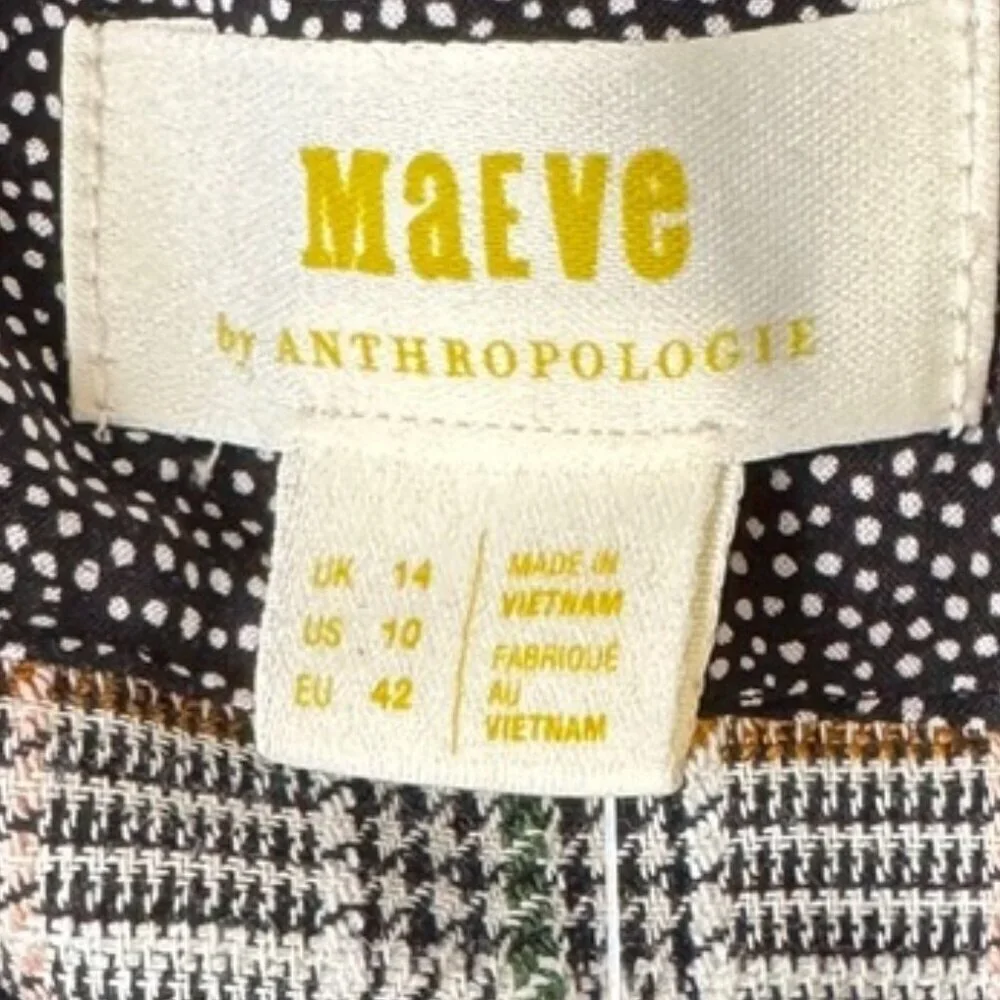 Maeve
by ANTHROPOLOGIE
UK 14
US 10
EU 42
MADE IN
VIETNAM
FABRIQUÉ
AU
VIETNAM